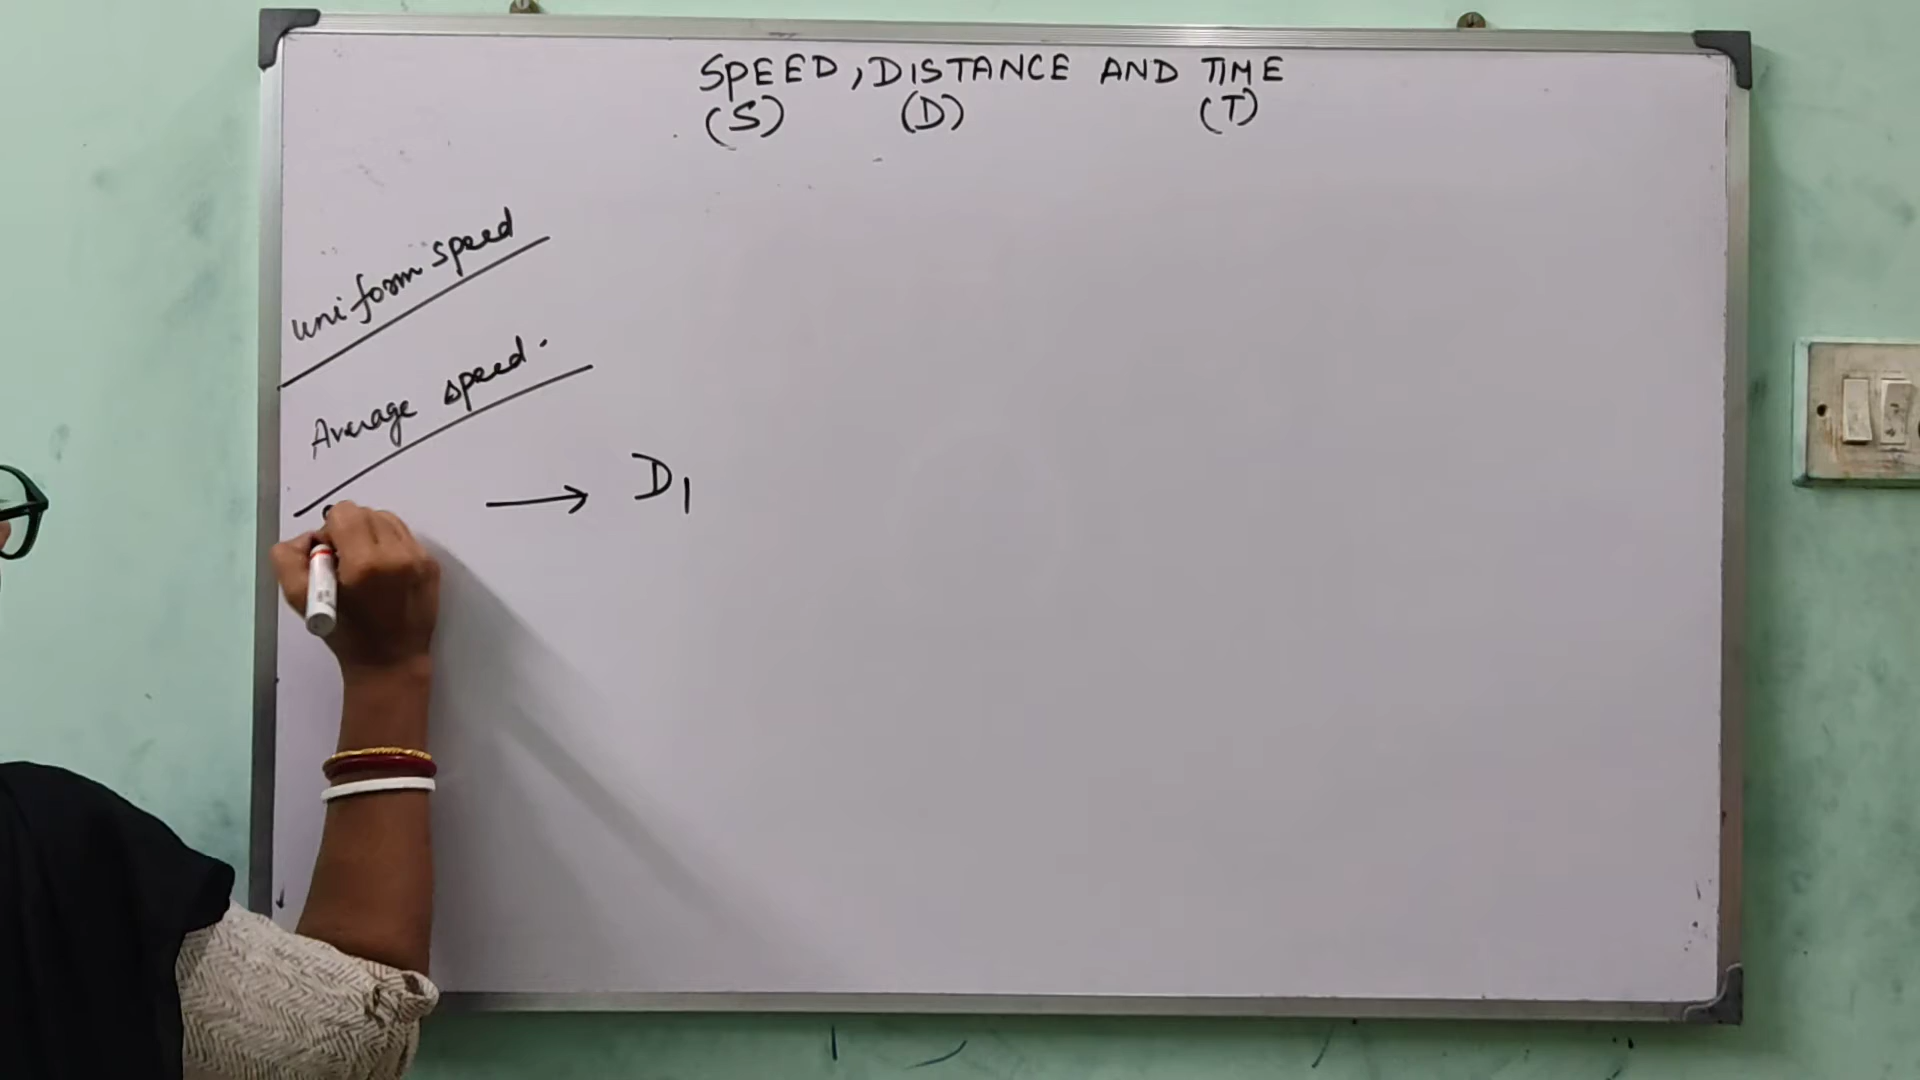 SPEED, DISTANCE AND TIME
(S) (D) (T)
uniform speed
Average speed.
→ D₁